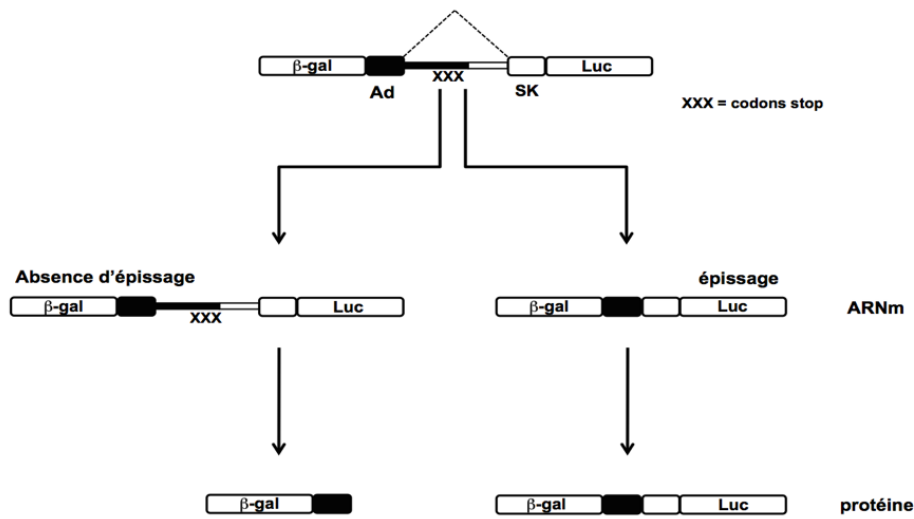 β-gal Luc
XXX
Ad SK
XXX = codons stop
Absence d'épissage épissage
β-gal Luc β-gal Luc ARNm
XXX
β-gal β-gal Luc protéine